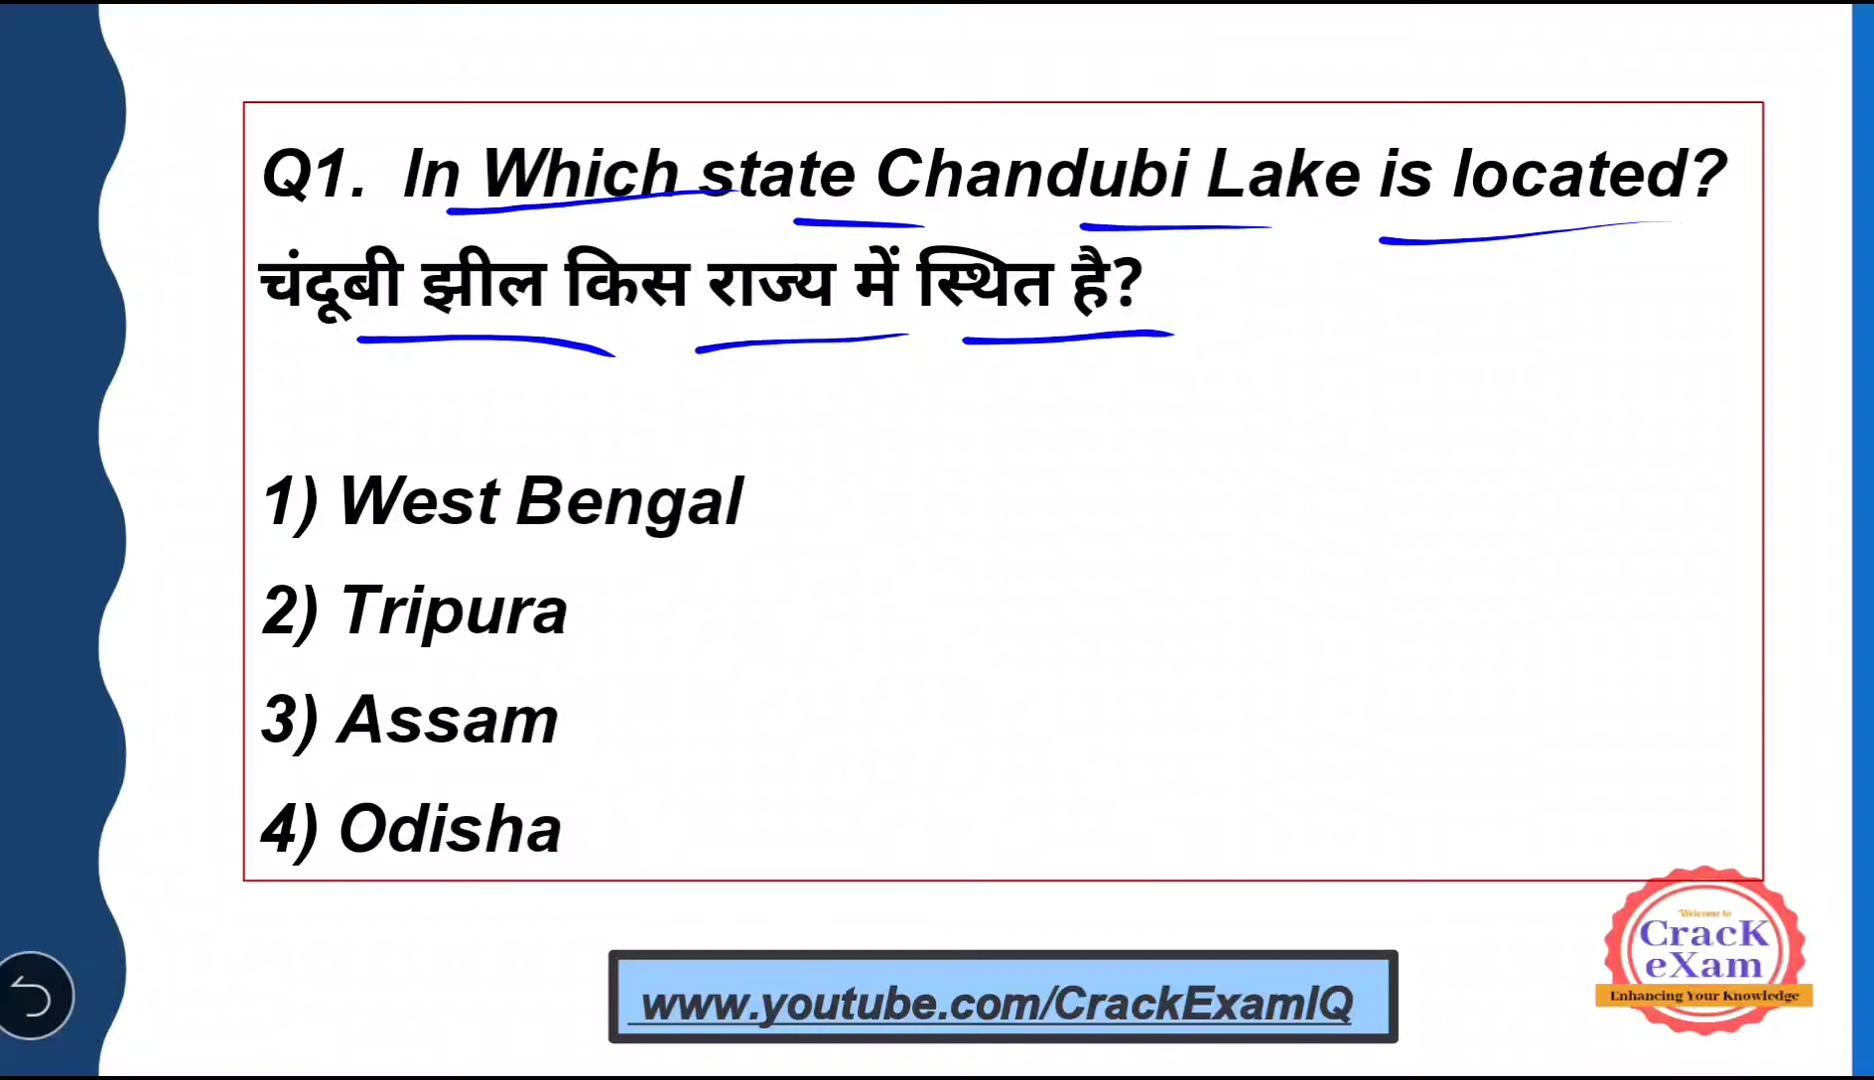 Q1. In Which state Chandubi Lake is located?
चंदूबी झील किस राज्य में स्थित है?
1) West Bengal
2) Tripura
3) Assam
4) Odisha
www.youtube.com/CrackExamIQ
Welcome to
CracK
eXam
Enhancing Your Knowledge